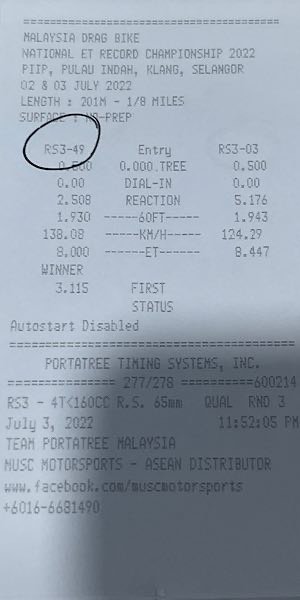 ================================
MALAYSIA DRAG BIKE
NATIONAL ET RECORD CHAMPIONSHIP 2022
PIIP, PULAU INDAH, KLANG, SELANGOR
02 & 03 JULY 2022
LENGTH : 201M - 1/8 MILES
SURFACE : NO-PREP
RS3-49 Entry RS3-03
0.500 0.000.TREE 0.500
0.00 DIAL-IN 0.00
2.508 REACTION 5.176
1.930 -----60FT----- 1.943
138.08 -----KM/H----- 124.29
8.000 ------ET------ 8.447
WINNER
3.115 FIRST
STATUS
Autostart Disabled
================================
PORTATREE TIMING SYSTEMS, INC.
============== 277/278 ==========600214
RS3 - 4T<160CC R.S. 65mm QUAL RND 3
July 3, 2022 11:52:05 PM
TEAM PORTATREE MALAYSIA
MUSC MOTORSPORTS - ASEAN DISTRIBUTOR
www.facebook.com/muscmotorsports
+6016-6681490